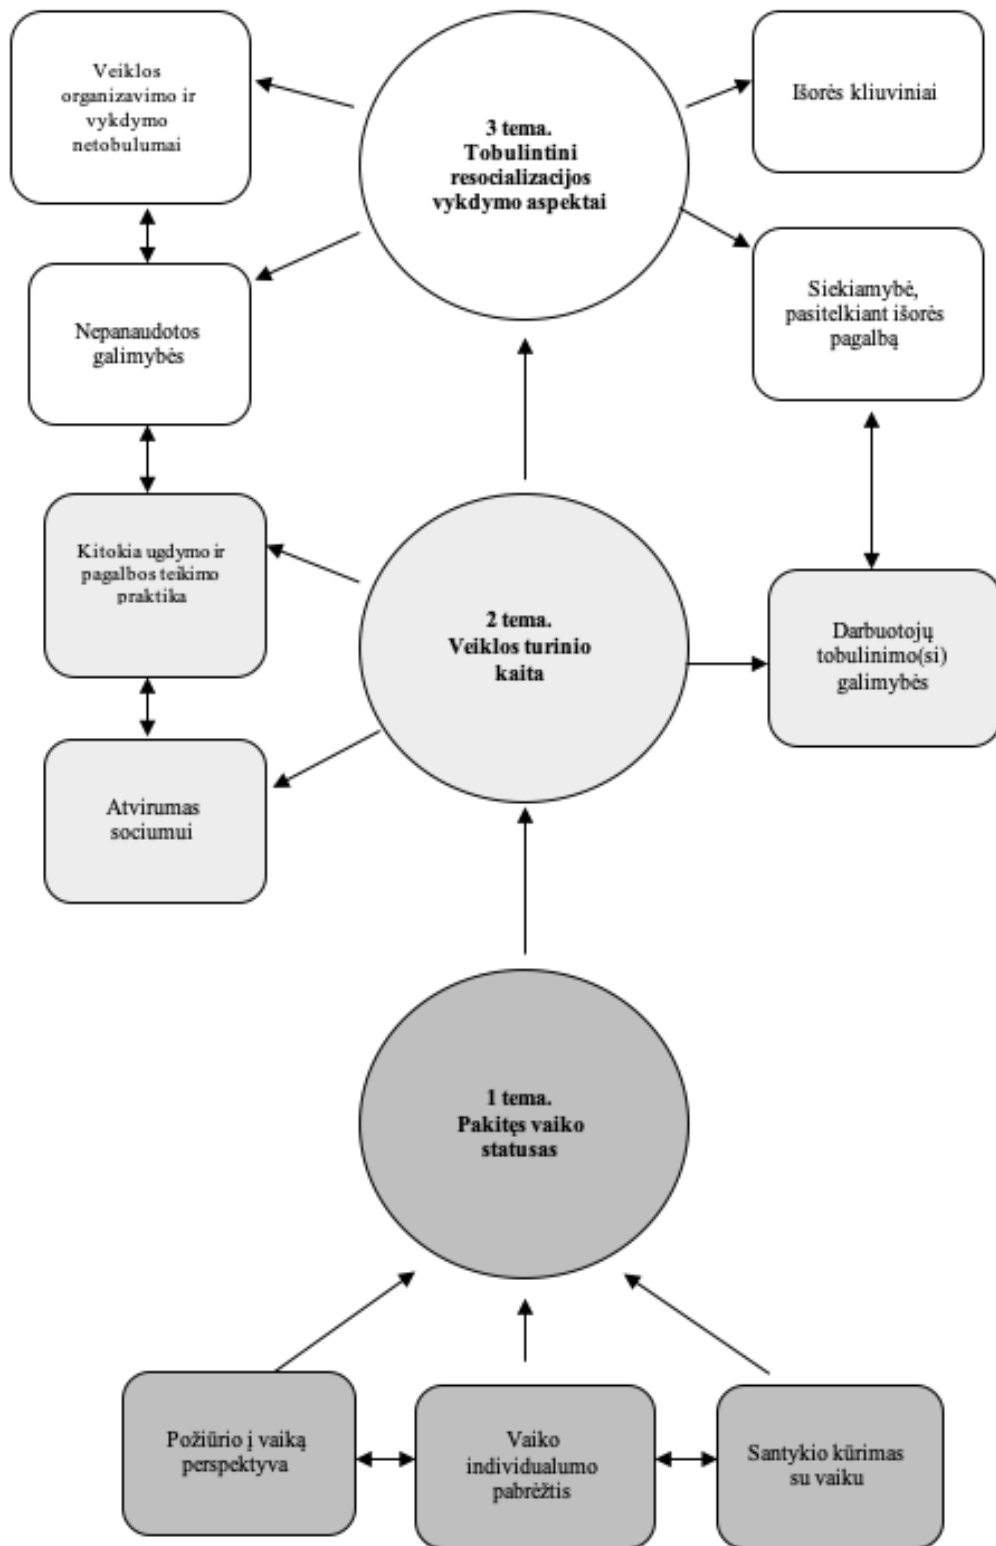 Veiklos
organizavimo ir
vykdymo
netobulumai
3 tema.
Tobulintini
resocializacijos
vykdymo aspektai
Išorės kliuviniai
Nepanaudotos
galimybės
Siekiamybė,
pasitelkiant išorės
pagalbą
Kitokia ugdymo ir
pagalbos teikimo
praktika
2 tema.
Veiklos turinio
kaita
Darbuotojų
tobulinimo(si)
galimybės
Atvirumas
sociumui
1 tema.
Pakitęs vaiko
statusas
Požiūrio į vaiką
perspektyva
Vaiko
individualumo
pabrėžtis
Santykio kūrimas
su vaiku